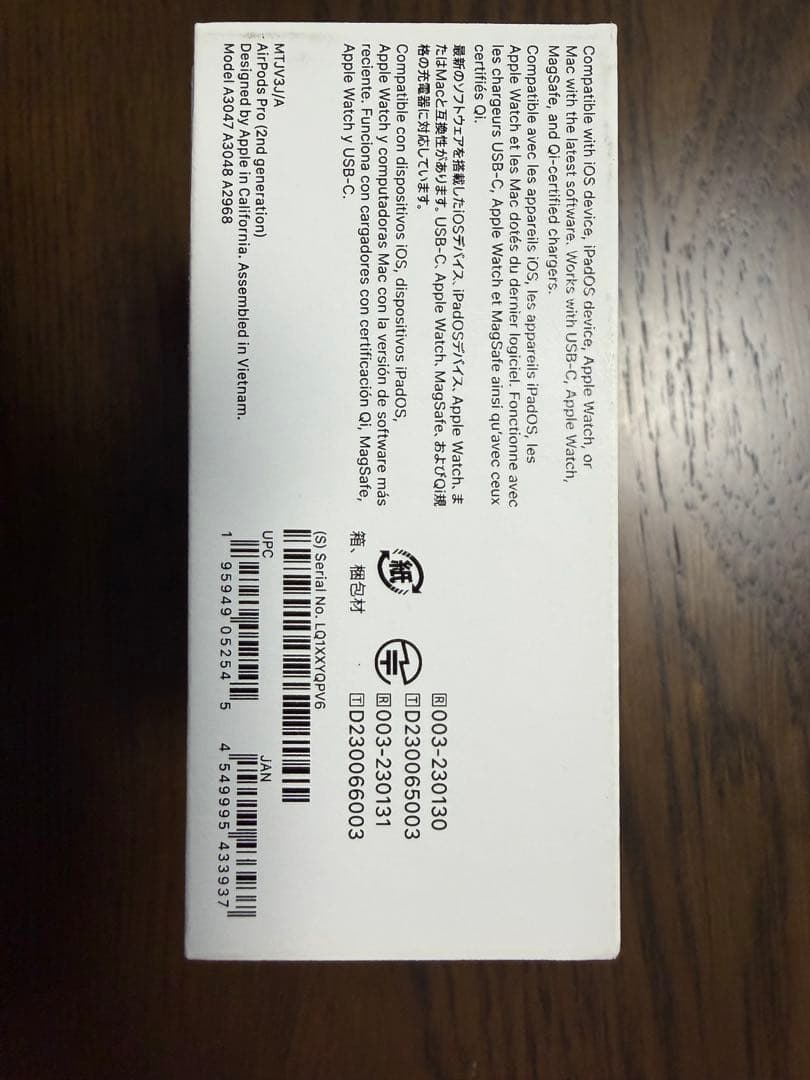 Compatible with iOS device, iPadOS device, Apple Watch, or
Mac with the latest software. Works with USB-C, Apple Watch,
MagSafe, and Qi-certified chargers.
Compatible avec les appareils iOS, les appareils iPadOS, les
Apple Watch et les Mac dotés du dernier logiciel. Fonctionne avec
les chargeurs USB-C, Apple Watch et MagSafe ainsi qu'avec ceux
certifiés Qi.
最新のソフトウェアを搭載したiOSデバイス、iPadOSデバイス、Apple Watch、ま
たはMacと互換性があります。USB-C、Apple Watch、MagSafe、およびQi規
格の充電器に対応しています。
Compatible con dispositivos iOS, dispositivos iPadOS,
Apple Watch y computadoras Mac con la versión de software más
reciente. Funciona con cargadores con certificación Qi, MagSafe,
Apple Watch y USB-C.
MTJV3J/A
AirPods Pro (2nd generation)
Designed by Apple in California. Assembled in Vietnam.
Model A3047 A3048 A2968
紙
箱、梱包材
R 003-230130
T D230065003
R 003-230131
T D230066003
(S) Serial No. LQ1XXYQPV6
UPC
1 95949 05254 5
JAN
4 549995 433937